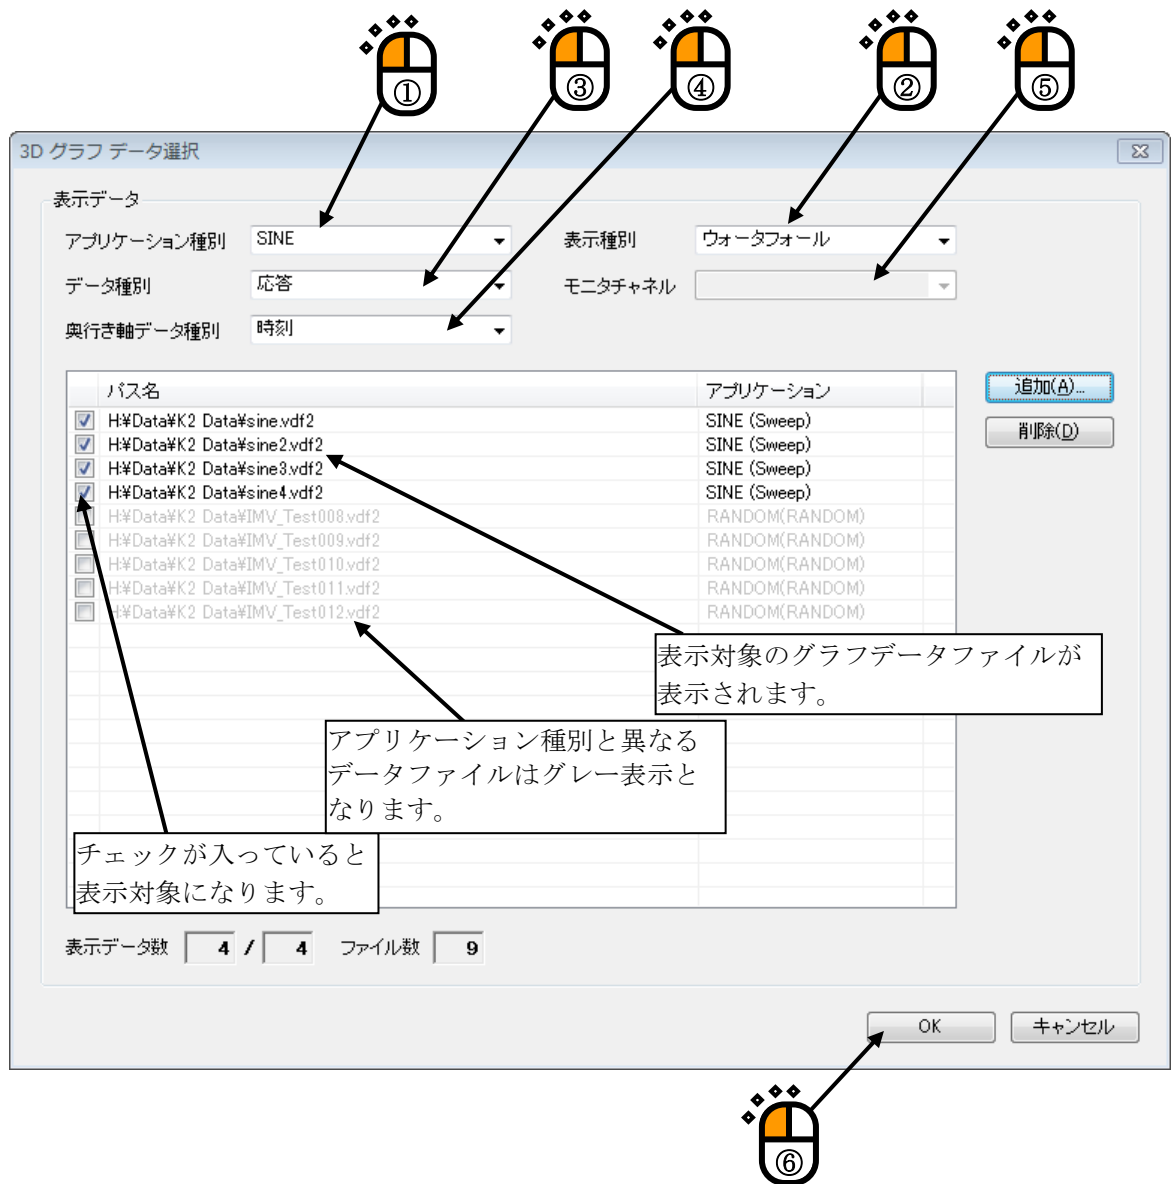 ① ③ ④ ② ⑤
3D グラフ データ選択
表示データ
アプリケーション種別 SINE 表示種別 ウォータフォール
データ種別 応答 モニタチャネル
奥行き軸データ種別 時刻
パス名 アプリケーション
追加(A)...
H:¥Data¥K2 Data¥sine.vdf2 SINE (Sweep)
削除(D)
H:¥Data¥K2 Data¥sine2.vdf2 SINE (Sweep)
H:¥Data¥K2 Data¥sine3.vdf2 SINE (Sweep)
H:¥Data¥K2 Data¥sine4.vdf2 SINE (Sweep)
H:¥Data¥K2 Data¥IMV_Test008.vdf2 RANDOM(RANDOM)
H:¥Data¥K2 Data¥IMV_Test009.vdf2 RANDOM(RANDOM)
H:¥Data¥K2 Data¥IMV_Test010.vdf2 RANDOM(RANDOM)
H:¥Data¥K2 Data¥IMV_Test011.vdf2 RANDOM(RANDOM)
H:¥Data¥K2 Data¥IMV_Test012.vdf2 RANDOM(RANDOM)
表示対象のグラフデータファイルが
表示されます。
アプリケーション種別と異なる
データファイルはグレー表示と
なります。
チェックが入っていると
表示対象になります。
表示データ数 4 / 4 ファイル数 9
OK キャンセル
⑥